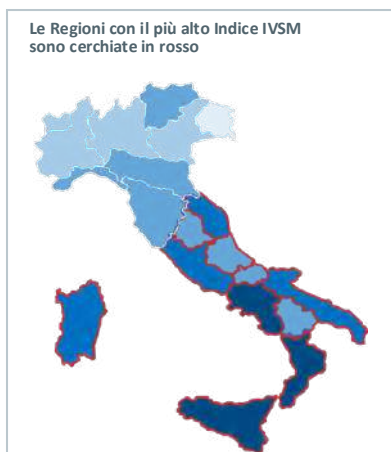 Le Regioni con il più alto Indice IVSM
sono cerchiate in rosso